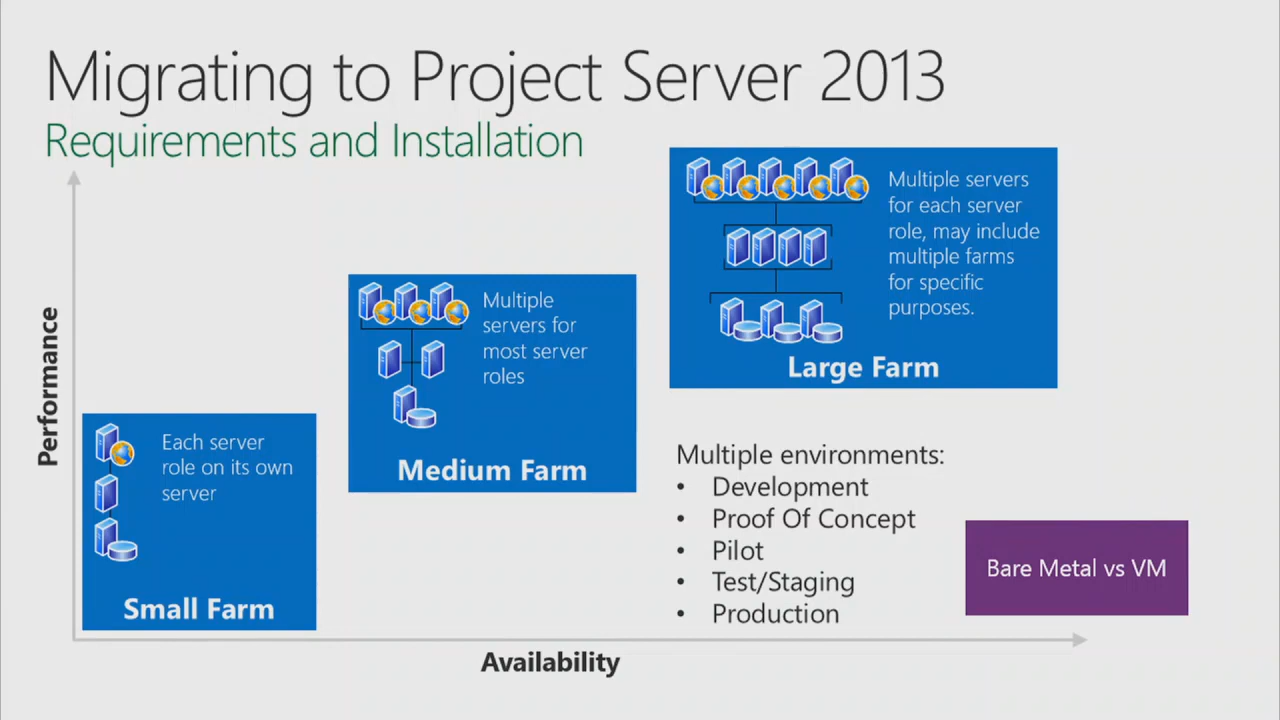 Migrating to Project Server 2013
Requirements and Installation
Performance
Each server
role on its own
server
Small Farm
Multiple
servers for
most server
roles
Medium Farm
Multiple servers
for each server
role, may include
multiple farms
for specific
purposes.
Large Farm
Multiple environments:
• Development
• Proof Of Concept
• Pilot
• Test/Staging
• Production
Bare Metal vs VM
Availability